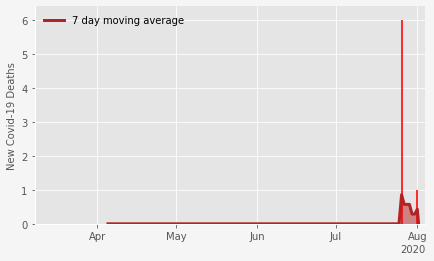 7 day moving average
New Covid-19 Deaths
6
5
4
3
2
1
0
Apr
May
Jun
Jul
Aug
2020